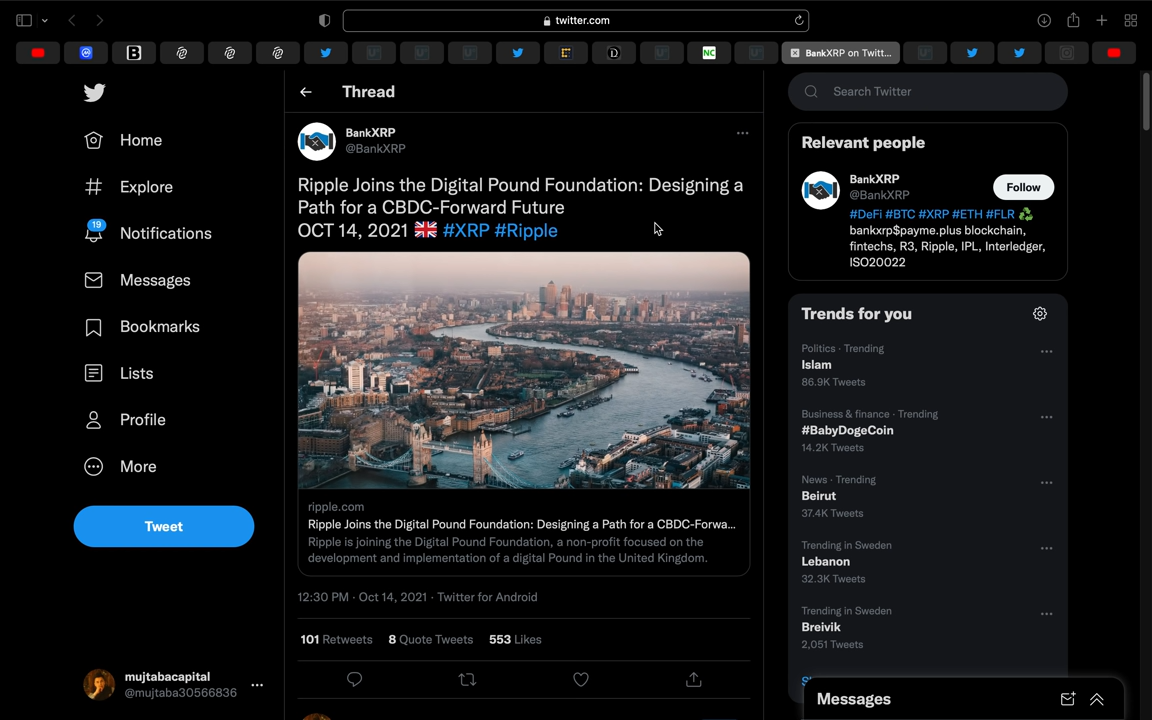 twitter.com
BankXRP on Twitt...
Thread
Search Twitter
Home
Explore
19
Notifications
Messages
Bookmarks
Lists
Profile
More
Tweet
mujtabacapital
@mujtaba30566836
BankXRP
@BankXRP
Ripple Joins the Digital Pound Foundation: Designing a
Path for a CBDC-Forward Future
OCT 14, 2021 🇬🇧 #XRP #Ripple
ripple.com
Ripple Joins the Digital Pound Foundation: Designing a Path for a CBDC-Forwa...
Ripple is joining the Digital Pound Foundation, a non-profit focused on the
development and implementation of a digital Pound in the United Kingdom.
12:30 PM · Oct 14, 2021 · Twitter for Android
101 Retweets 8 Quote Tweets 553 Likes
Relevant people
BankXRP
@BankXRP
Follow
#DeFi #BTC #XRP #ETH #FLR ♻️
bankxrp$payme.plus blockchain,
fintechs, R3, Ripple, IPL, Interledger,
ISO20022
Trends for you
Politics · Trending
Islam
86.9K Tweets
Business & finance · Trending
#BabyDogeCoin
14.2K Tweets
News · Trending
Beirut
37.4K Tweets
Trending in Sweden
Lebanon
32.3K Tweets
Trending in Sweden
Breivik
2,051 Tweets
Messages